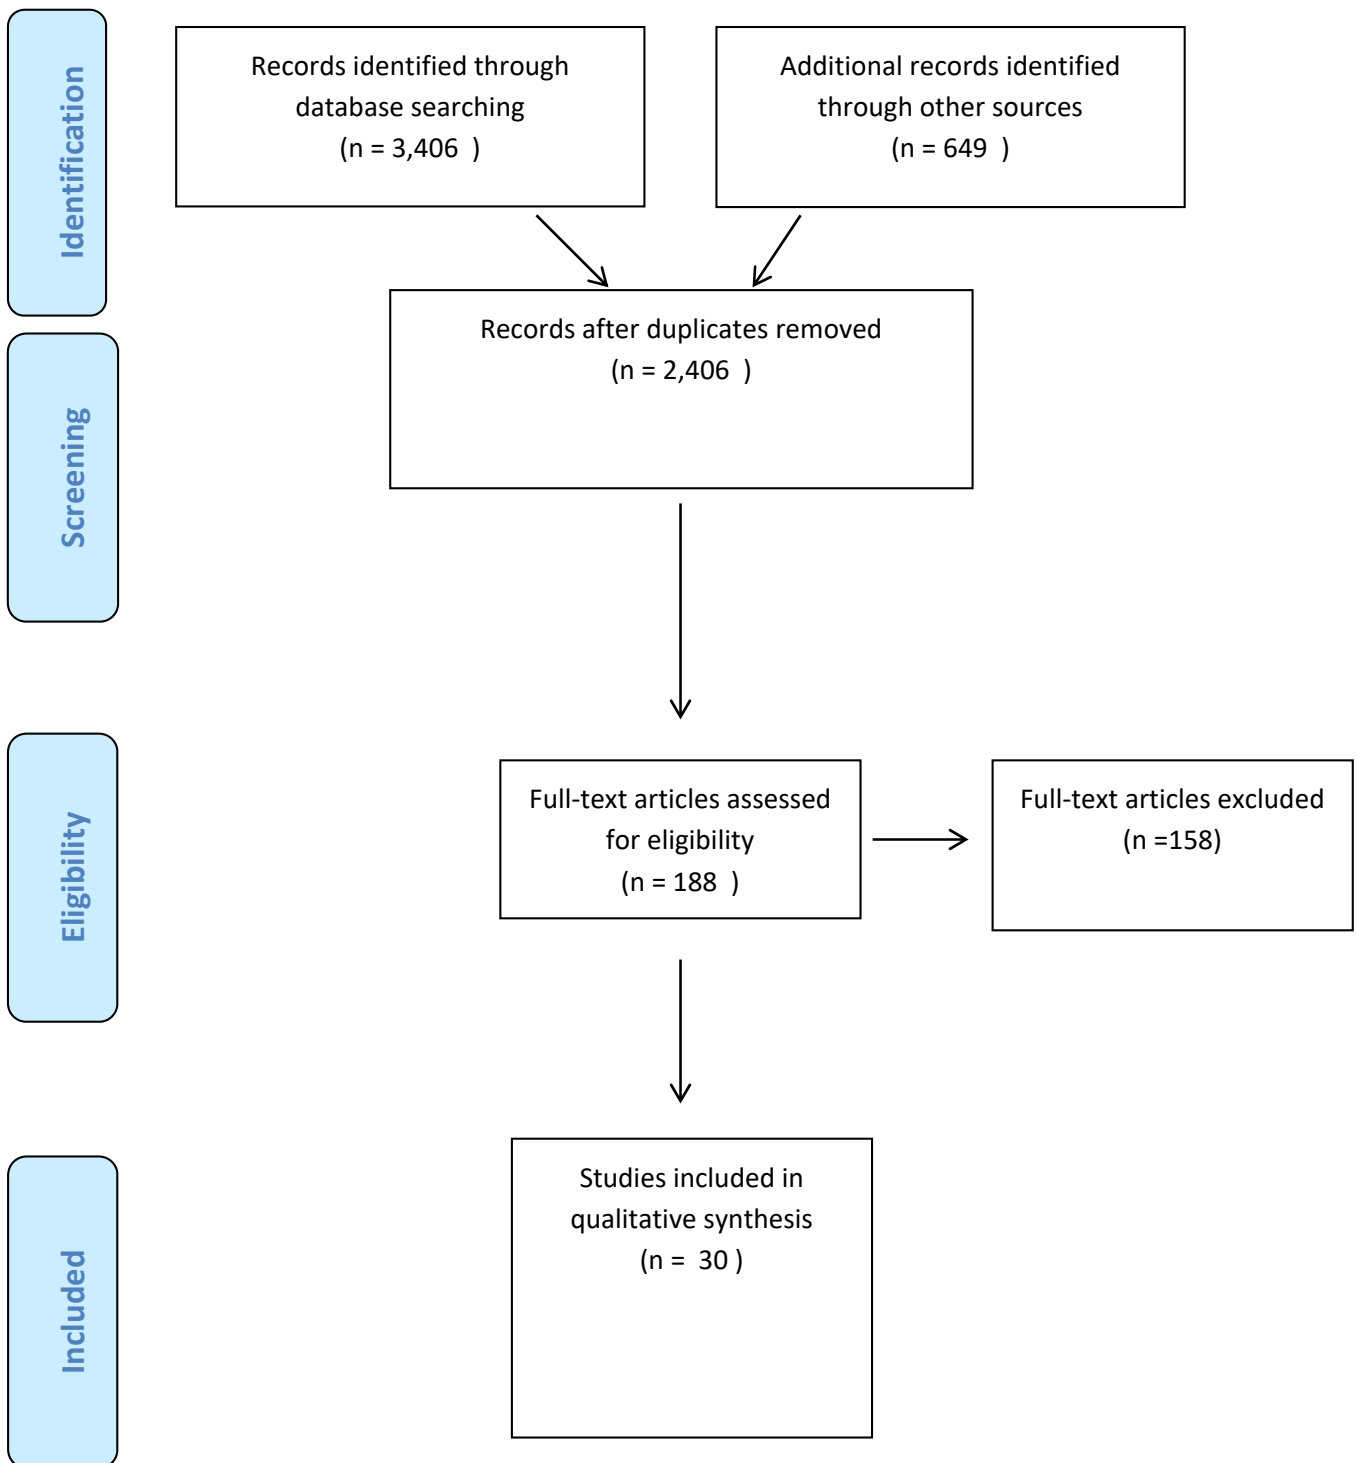 Identification
Records identified through
database searching
(n = 3,406  )
Additional records identified
through other sources
(n = 649  )
Screening
Records after duplicates removed
(n = 2,406  )
Eligibility
Full-text articles assessed
for eligibility
(n = 188  )
Full-text articles excluded
(n =158)
Included
Studies included in
qualitative synthesis
(n =  30 )